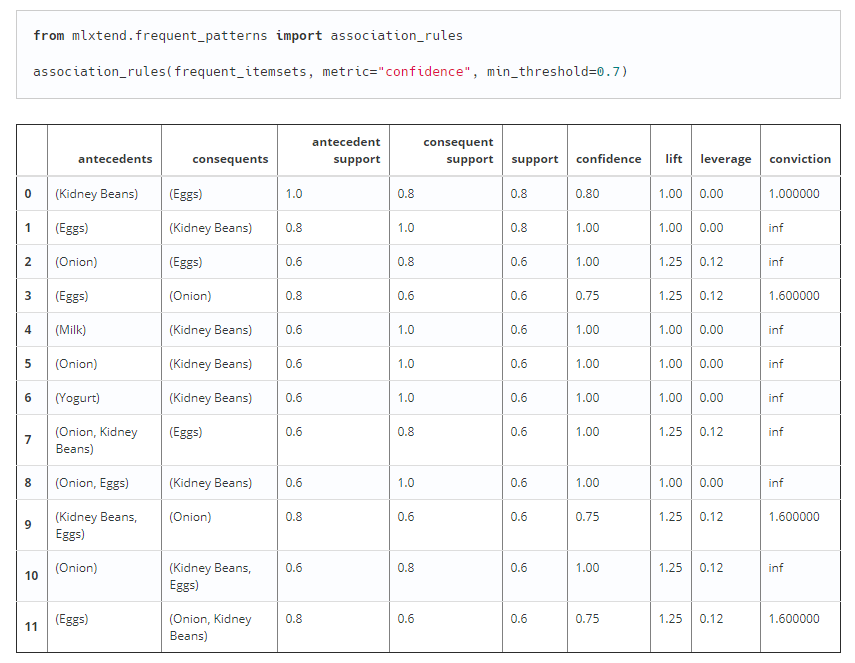 from mlxtend.frequent_patterns import association_rules
association_rules(frequent_itemsets, metric="confidence", min_threshold=0.7)
antecedent consequent
antecedents consequents support support support confidence lift leverage conviction
0 (Kidney Beans) (Eggs) 1.0 0.8 0.8 0.80 1.00 0.00 1.000000
1 (Eggs) (Kidney Beans) 0.8 1.0 0.8 1.00 1.00 0.00 inf
2 (Onion) (Eggs) 0.6 0.8 0.6 1.00 1.25 0.12 inf
3 (Eggs) (Onion) 0.8 0.6 0.6 0.75 1.25 0.12 1.600000
4 (Milk) (Kidney Beans) 0.6 1.0 0.6 1.00 1.00 0.00 inf
5 (Onion) (Kidney Beans) 0.6 1.0 0.6 1.00 1.00 0.00 inf
6 (Yogurt) (Kidney Beans) 0.6 1.0 0.6 1.00 1.00 0.00 inf
7 (Onion, Kidney (Eggs) 0.6 0.8 0.6 1.00 1.25 0.12 inf
Beans)
8 (Onion, Eggs) (Kidney Beans) 0.6 1.0 0.6 1.00 1.00 0.00 inf
9 (Kidney Beans, (Onion) 0.8 0.6 0.6 0.75 1.25 0.12 1.600000
Eggs)
10 (Onion) (Kidney Beans, 0.6 0.8 0.6 1.00 1.25 0.12 inf
Eggs)
11 (Eggs) (Onion, Kidney 0.8 0.6 0.6 0.75 1.25 0.12 1.600000
Beans)